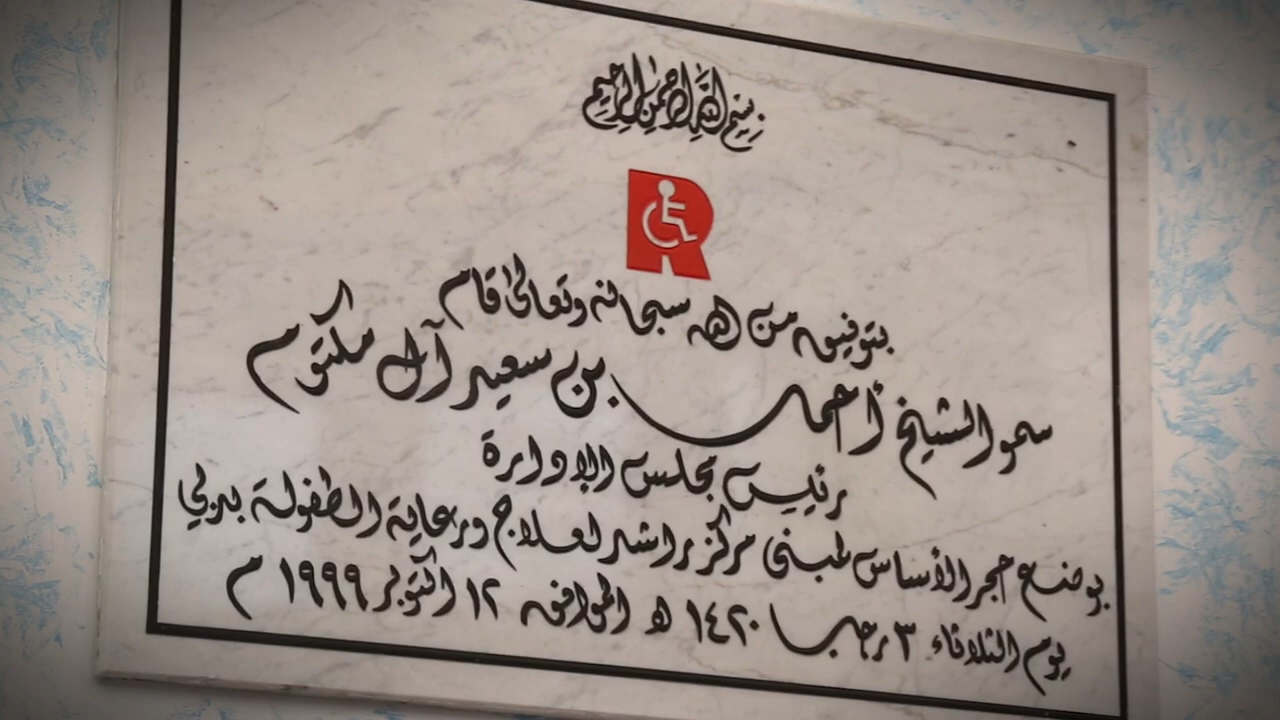 بسم الله الرحمن الرحيم
R
بتوفيق من الله سبحانه وتعالى قام
سمو الشيخ أحمد بن سعيد آل مكتوم
رئيس مجلس الإدارة
بوضع حجر الأساس لمبنى مركز راشد لعلاج ورعاية الطفولة بدبي
يوم الثلاثاء ٣ رجب ١٤٢٠ هـ الموافق ١٢ اكتوبر ١٩٩٩ م